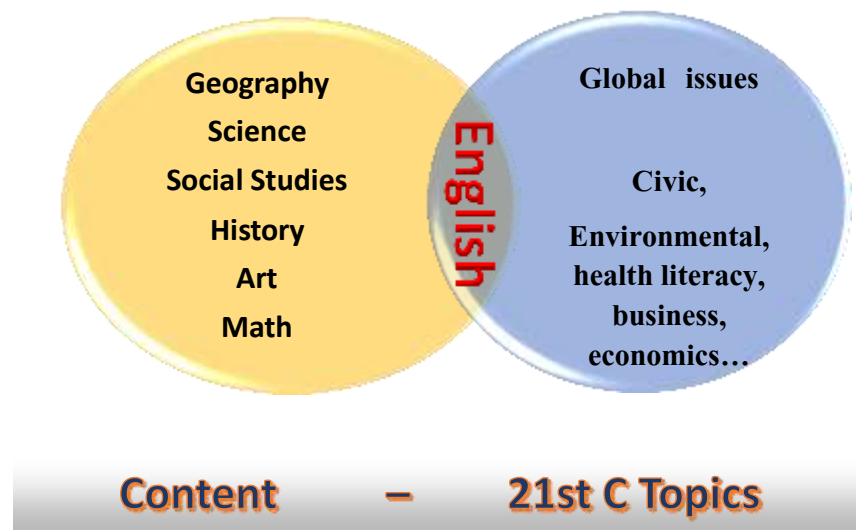 Geography
Science
Social Studies
History
Art
Math
English
Global issues
Civic,
Environmental,
health literacy,
business,
economics...
Content – 21st C Topics